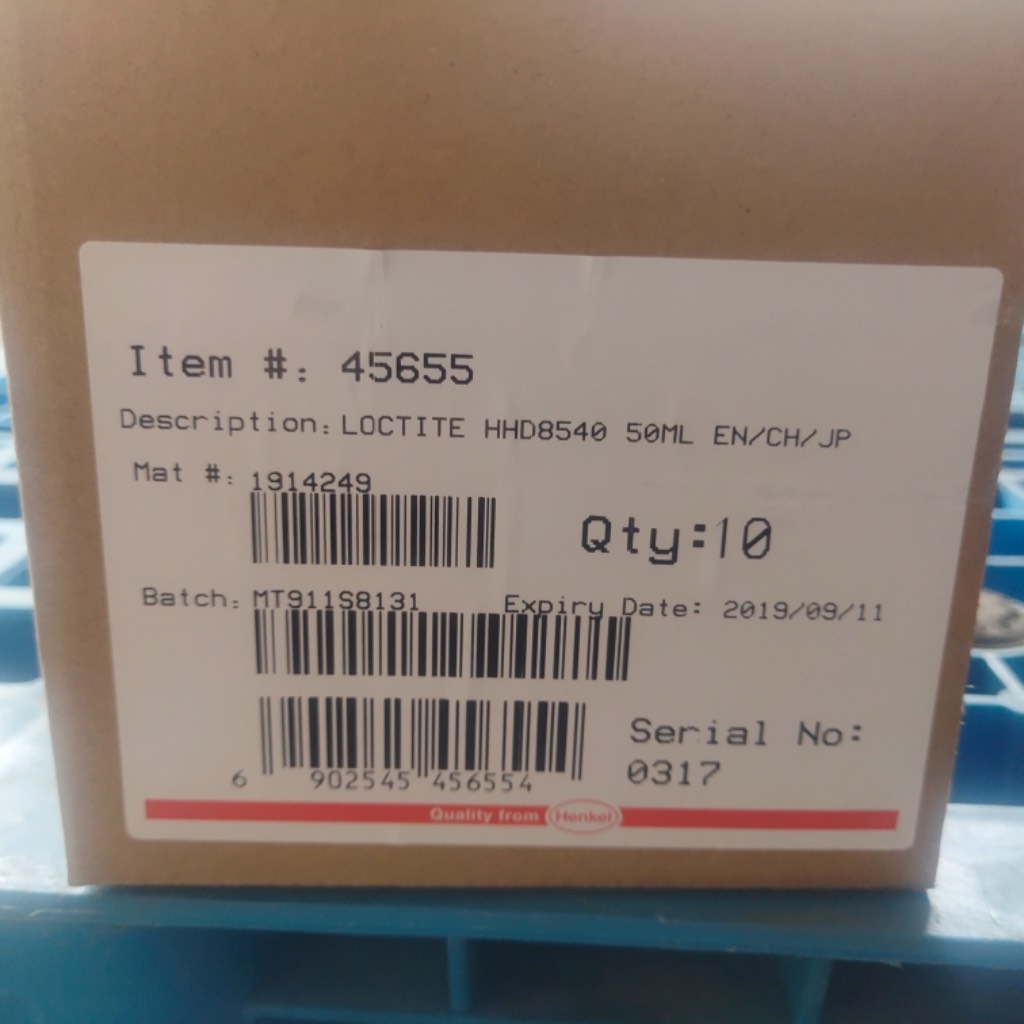 Item #: 45655
Description: LOCTITE HHD8540 50ML EN/CH/JP
Mat #: 1914249
Qty:10
Batch: MT911S8131 Expiry Date: 2019/09/11
Serial No:
0317
6 902545 456554
Quality from Henkel